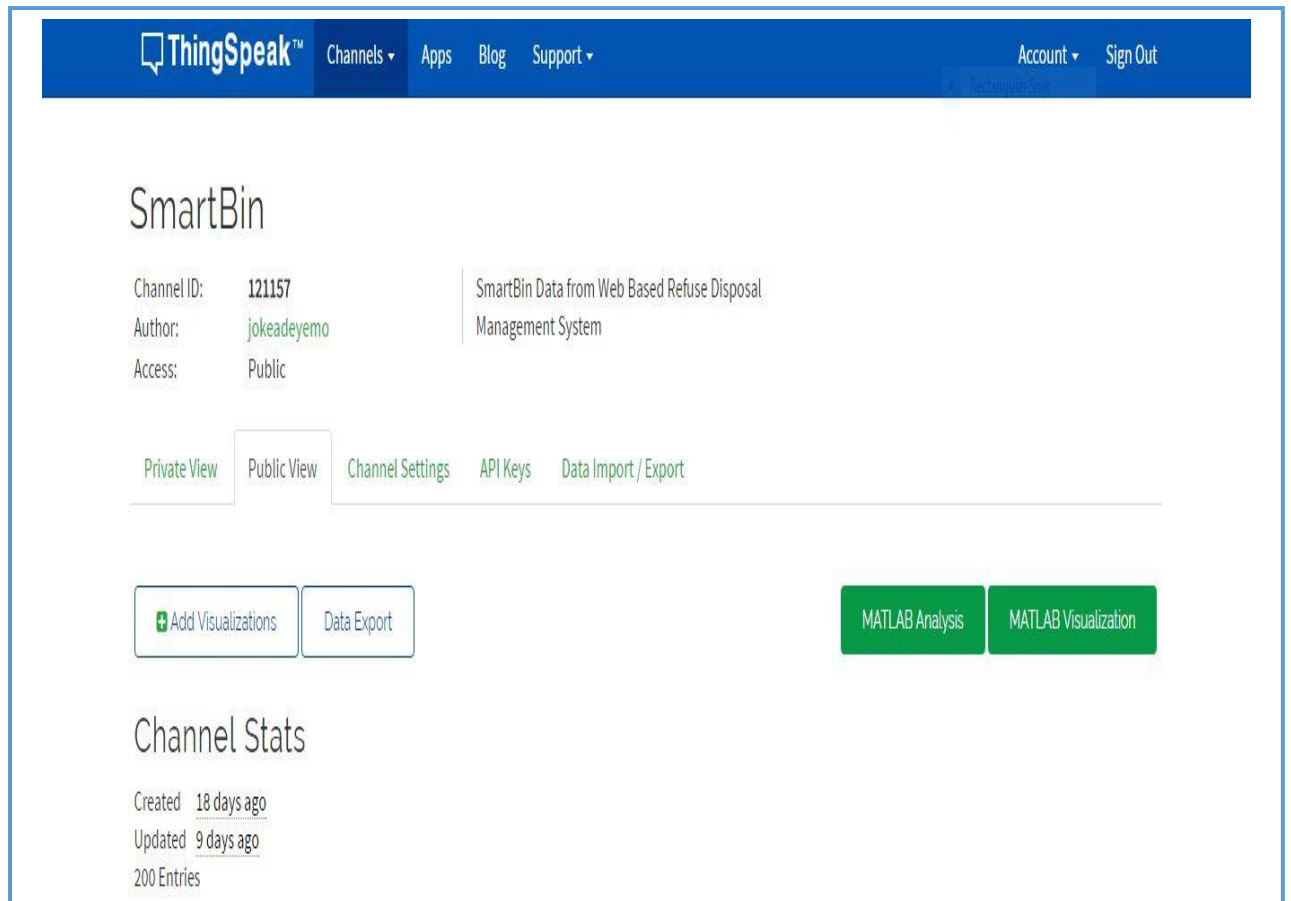 ThingSpeak™ Channels Apps Blog Support Account Sign Out
Rectangular Snip
SmartBin
Channel ID: 121157
Author: jokeadeyemo
Access: Public
SmartBin Data from Web Based Refuse Disposal
Management System
Private View Public View Channel Settings API Keys Data Import / Export
Add Visualizations Data Export MATLAB Analysis MATLAB Visualization
Channel Stats
Created 18 days ago
Updated 9 days ago
200 Entries